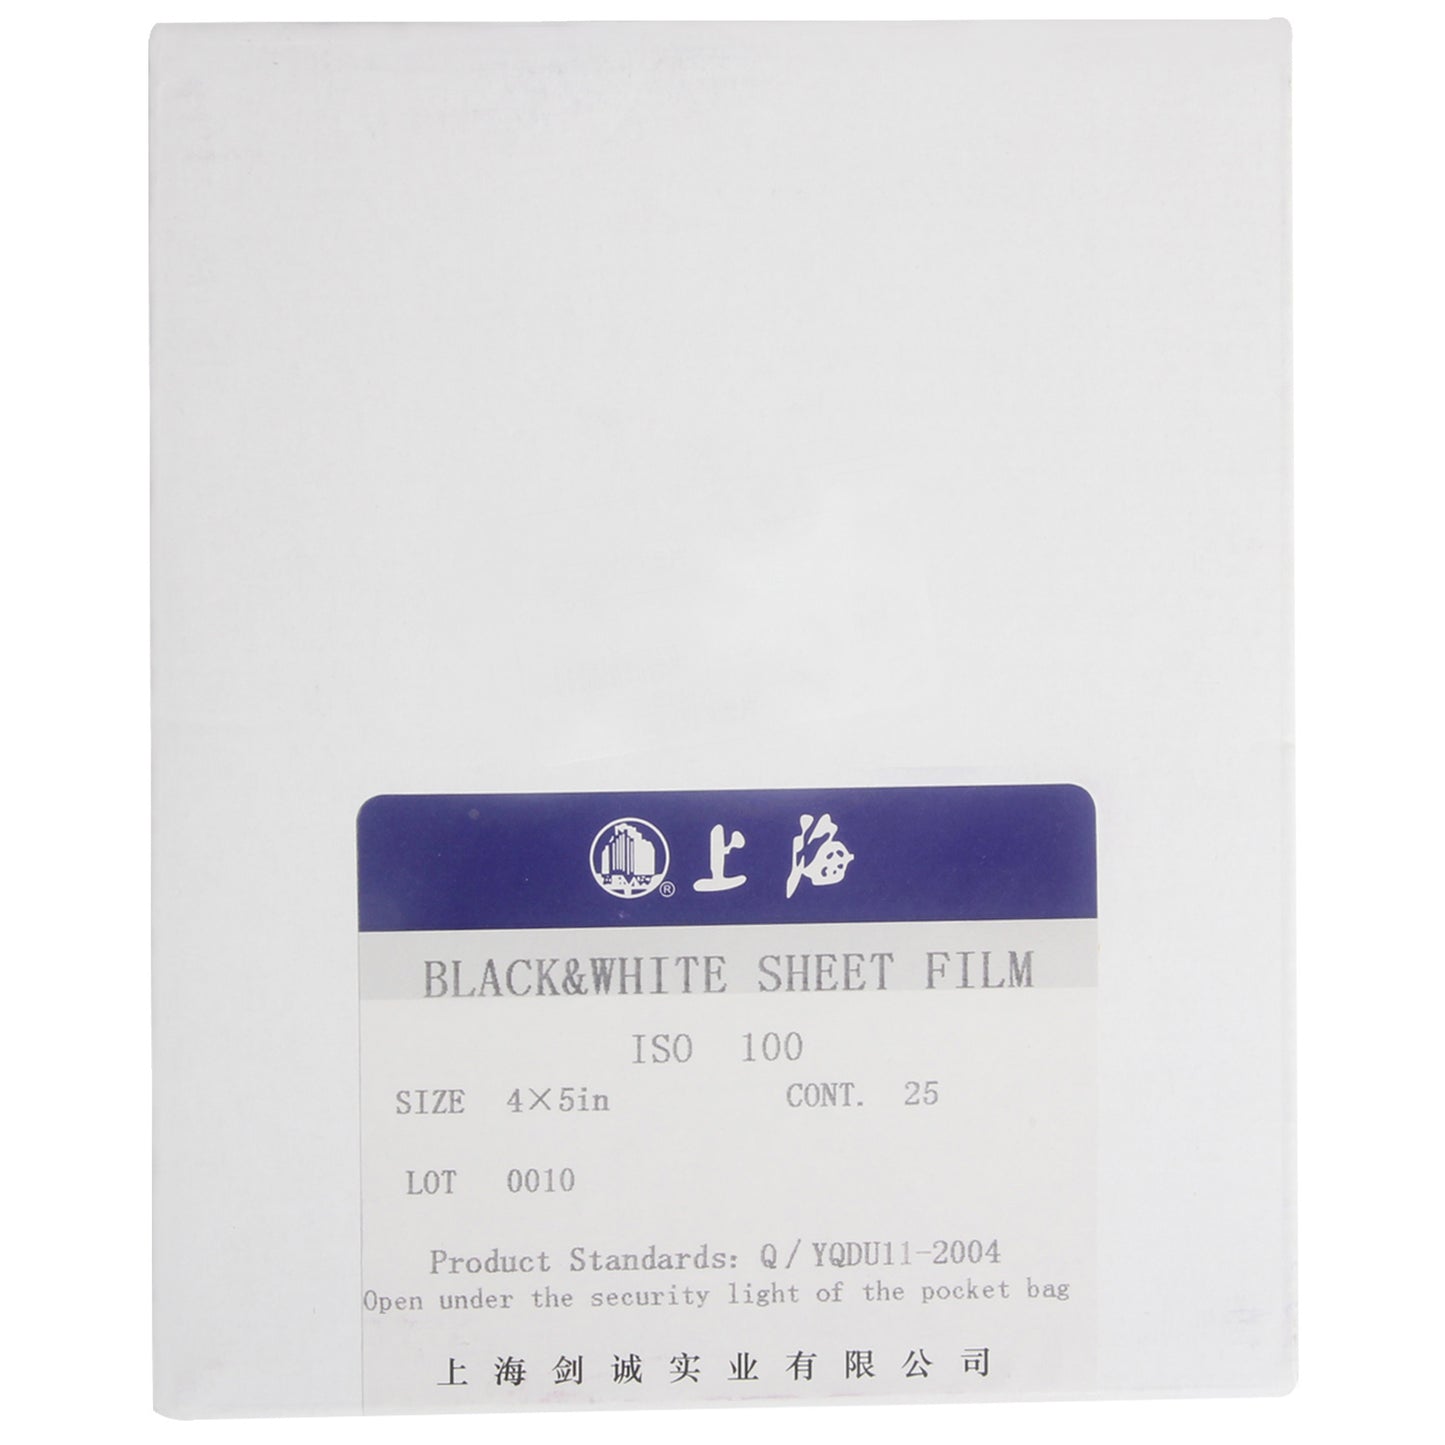 ® 上海
BLACK&WHITE SHEET FILM
ISO 100
SIZE 4×5in CONT. 25
LOT 0010
Product Standards: Q/YQDU11-2004
Open under the security light of the pocket bag
上海剑诚实业有限公司